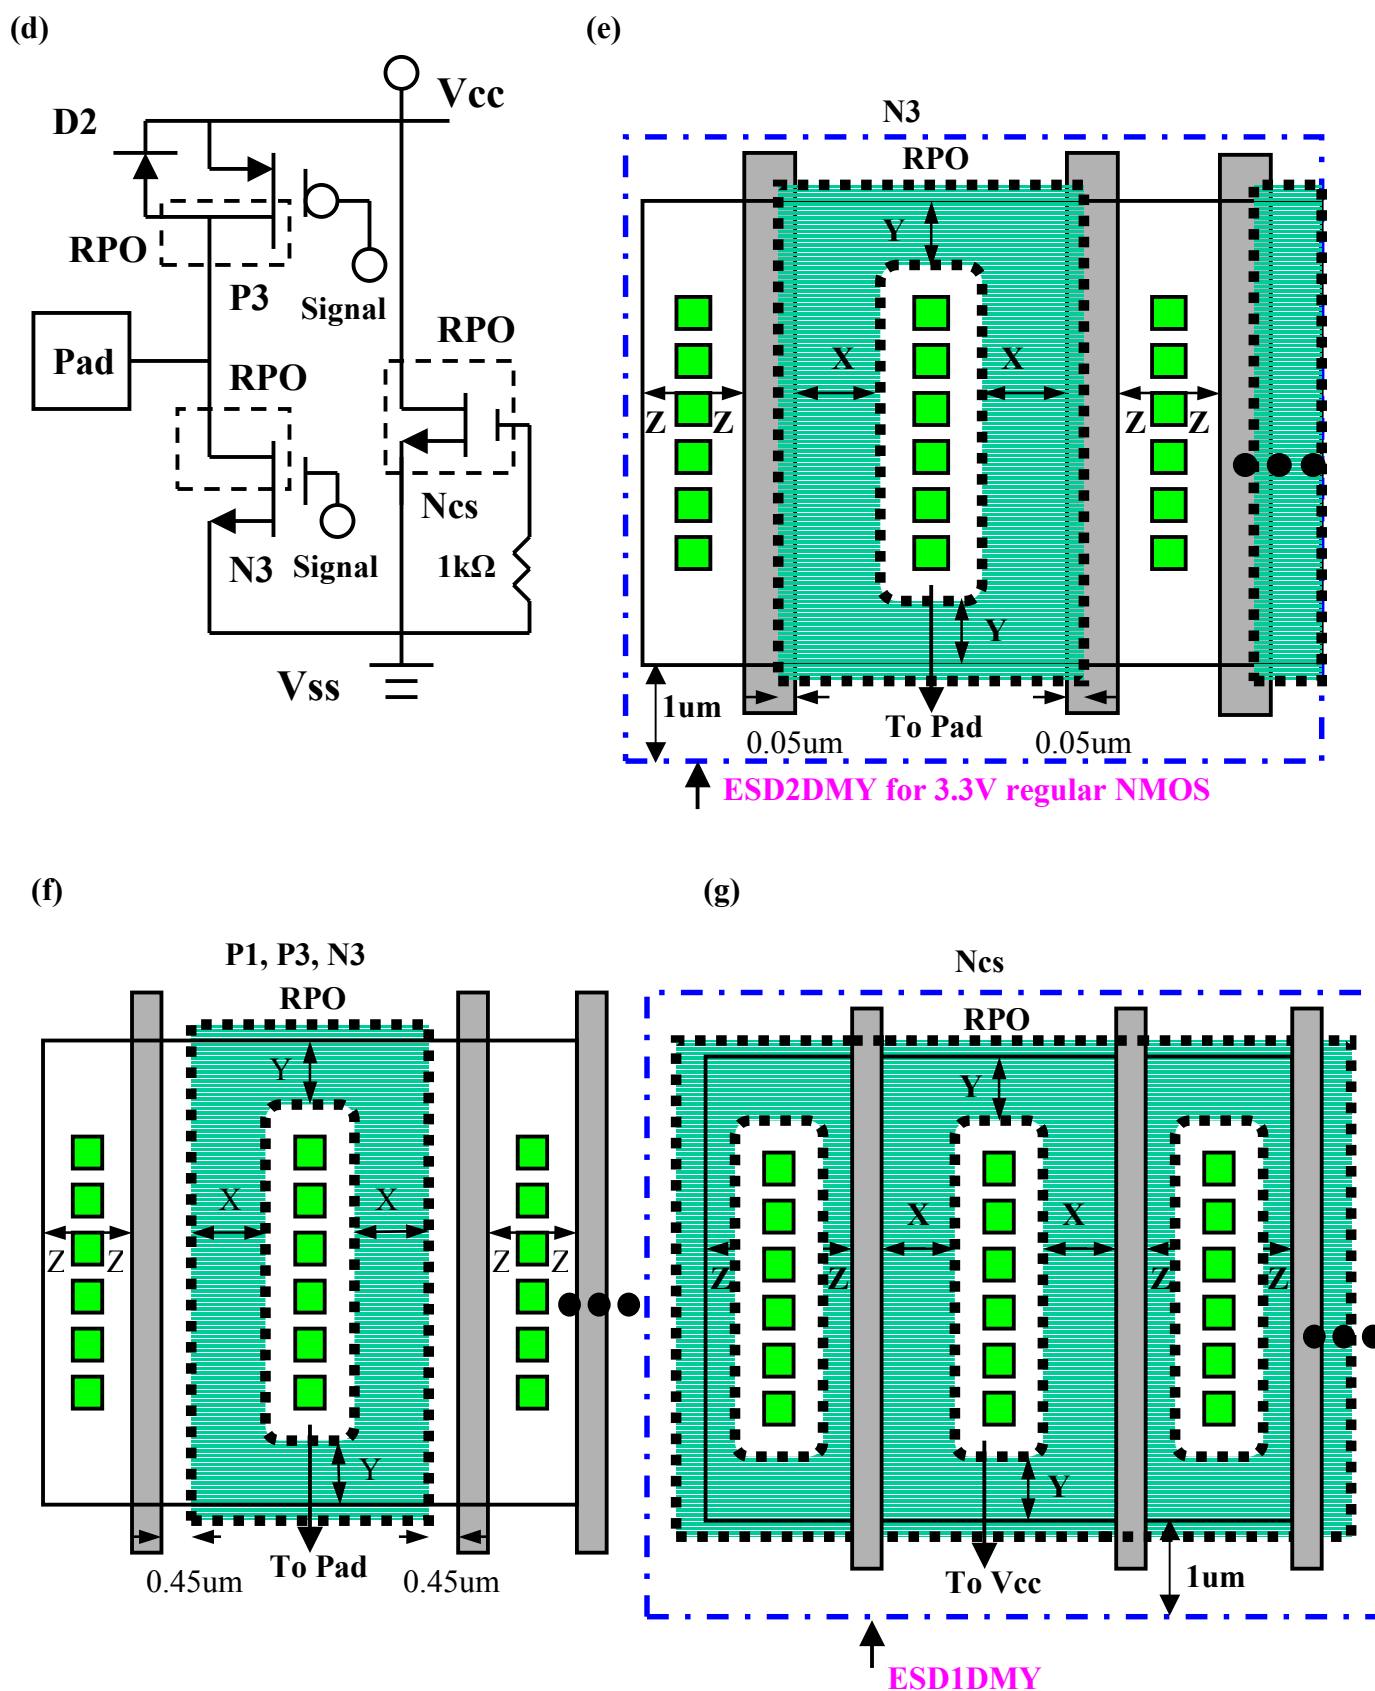 (d)
Vcc
D2
RPO
P3
Signal
RPO
Pad
RPO
Ncs
N3
Signal
1kΩ
Vss
(e)
N3
RPO
Y
X
X
Z
Z
Z
Z
Y
1um
To Pad
0.05um
0.05um
ESD2DMY for 3.3V regular NMOS
(f)
P1, P3, N3
RPO
Y
X
X
Z
Z
Z
Z
Y
To Pad
0.45um
0.45um
(g)
Ncs
RPO
Y
X
X
Z
Z
Z
Z
Y
To Vcc
1um
ESD1DMY